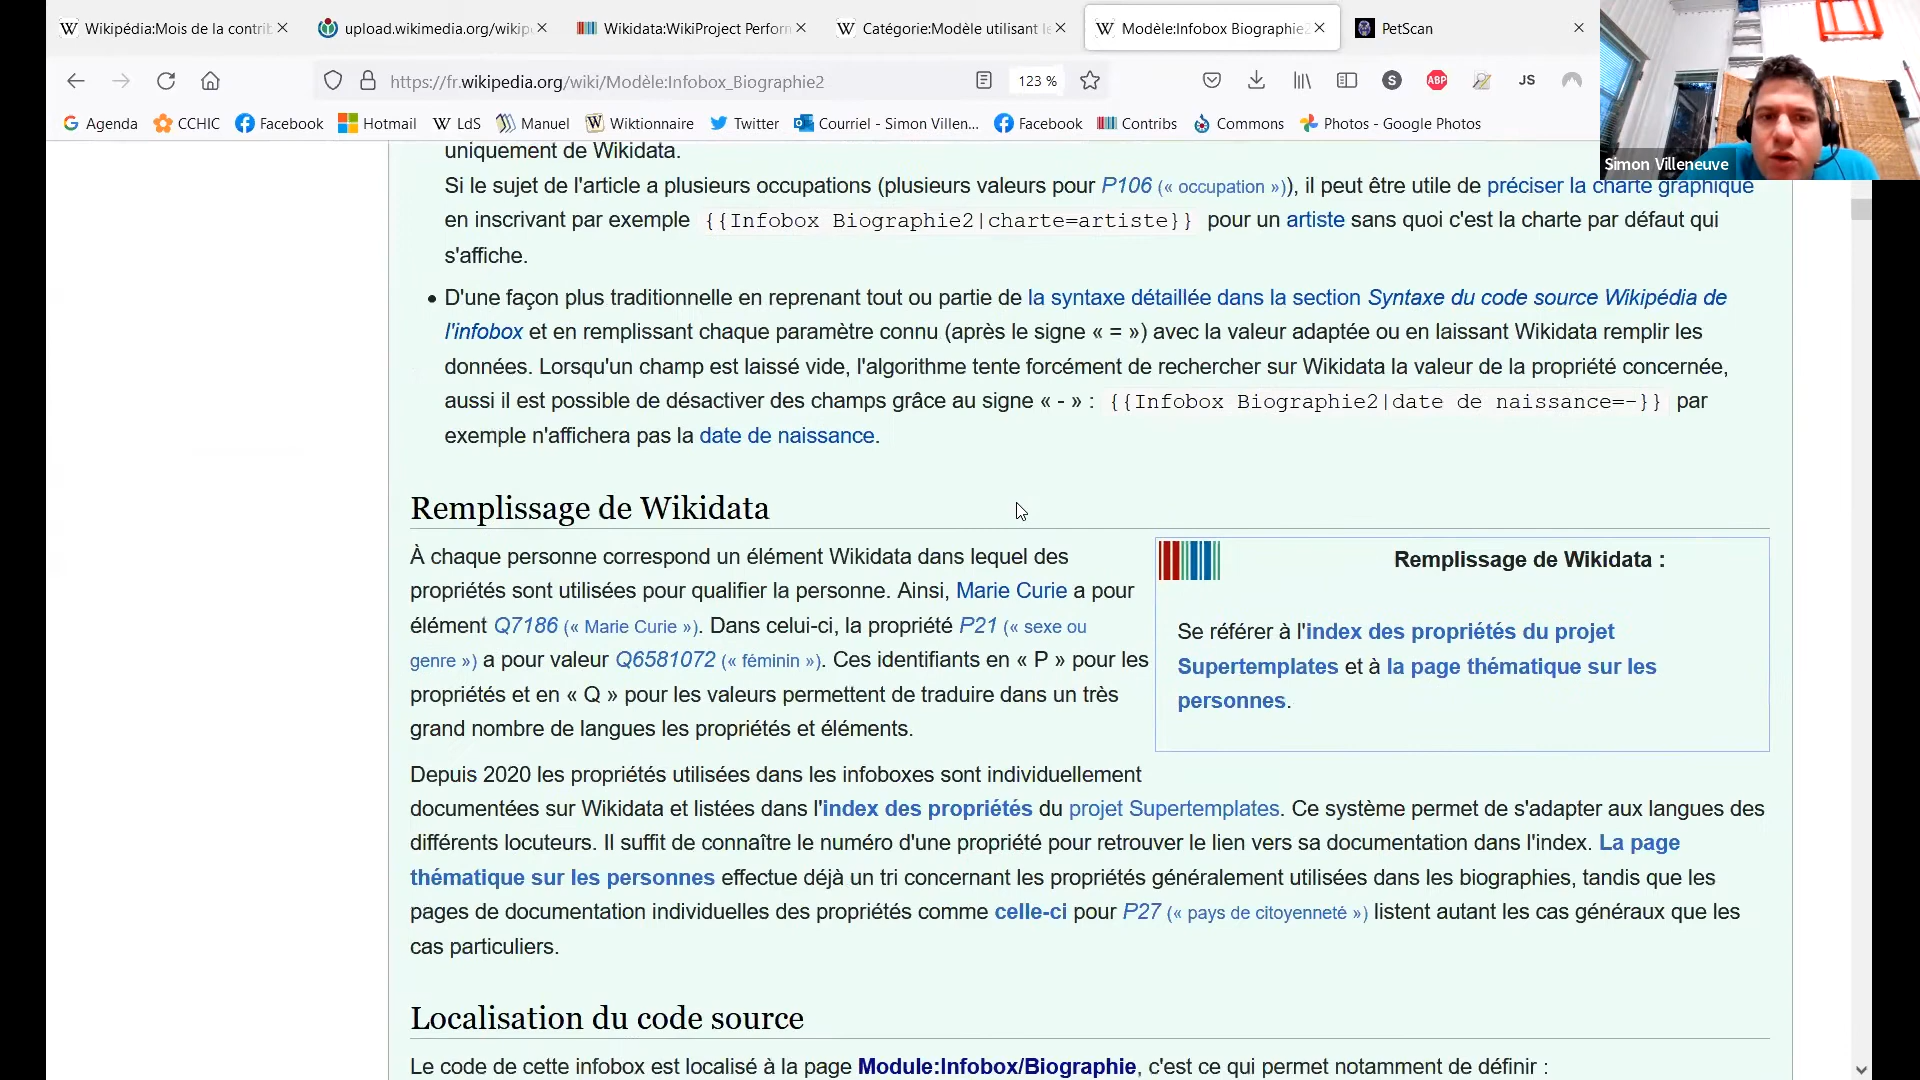 Wikipédia:Mois de la contrib
upload.wikimedia.org/wikip
Wikidata:WikiProject Perform
Catégorie:Modèle utilisant le
Modèle:Infobox Biographie2
PetScan
https://fr.wikipedia.org/wiki/Modèle:Infobox_Biographie2
123 %
S
ABP
JS
Agenda
CCHIC
Facebook
Hotmail
LdS
Manuel
Wiktionnaire
Twitter
Courriel - Simon Villen...
Facebook
Contribs
Commons
Photos - Google Photos
Simon Villeneuve
uniquement de Wikidata.
Si le sujet de l'article a plusieurs occupations (plusieurs valeurs pour P106 (« occupation »)), il peut être utile de préciser la charte graphique
en inscrivant par exemple {{Infobox Biographie2|charte=artiste}} pour un artiste sans quoi c'est la charte par défaut qui
s'affiche.
• D'une façon plus traditionnelle en reprenant tout ou partie de la syntaxe détaillée dans la section Syntaxe du code source Wikipédia de
l'infobox et en remplissant chaque paramètre connu (après le signe « = ») avec la valeur adaptée ou en laissant Wikidata remplir les
données. Lorsqu'un champ est laissé vide, l'algorithme tente forcément de rechercher sur Wikidata la valeur de la propriété concernée,
aussi il est possible de désactiver des champs grâce au signe « - » : {{Infobox Biographie2|date de naissance=-}} par
exemple n'affichera pas la date de naissance.
Remplissage de Wikidata
À chaque personne correspond un élément Wikidata dans lequel des
propriétés sont utilisées pour qualifier la personne. Ainsi, Marie Curie a pour
élément Q7186 (« Marie Curie »). Dans celui-ci, la propriété P21 (« sexe ou
genre ») a pour valeur Q6581072 (« féminin »). Ces identifiants en « P » pour les
propriétés et en « Q » pour les valeurs permettent de traduire dans un très
grand nombre de langues les propriétés et éléments.
Remplissage de Wikidata :
Se référer à l'index des propriétés du projet
Supertemplates et à la page thématique sur les
personnes.
Depuis 2020 les propriétés utilisées dans les infoboxes sont individuellement
documentées sur Wikidata et listées dans l'index des propriétés du projet Supertemplates. Ce système permet de s'adapter aux langues des
différents locuteurs. Il suffit de connaître le numéro d'une propriété pour retrouver le lien vers sa documentation dans l'index. La page
thématique sur les personnes effectue déjà un tri concernant les propriétés généralement utilisées dans les biographies, tandis que les
pages de documentation individuelles des propriétés comme celle-ci pour P27 (« pays de citoyenneté ») listent autant les cas généraux que les
cas particuliers.
Localisation du code source
Le code de cette infobox est localisé à la page Module:Infobox/Biographie, c'est ce qui permet notamment de définir :